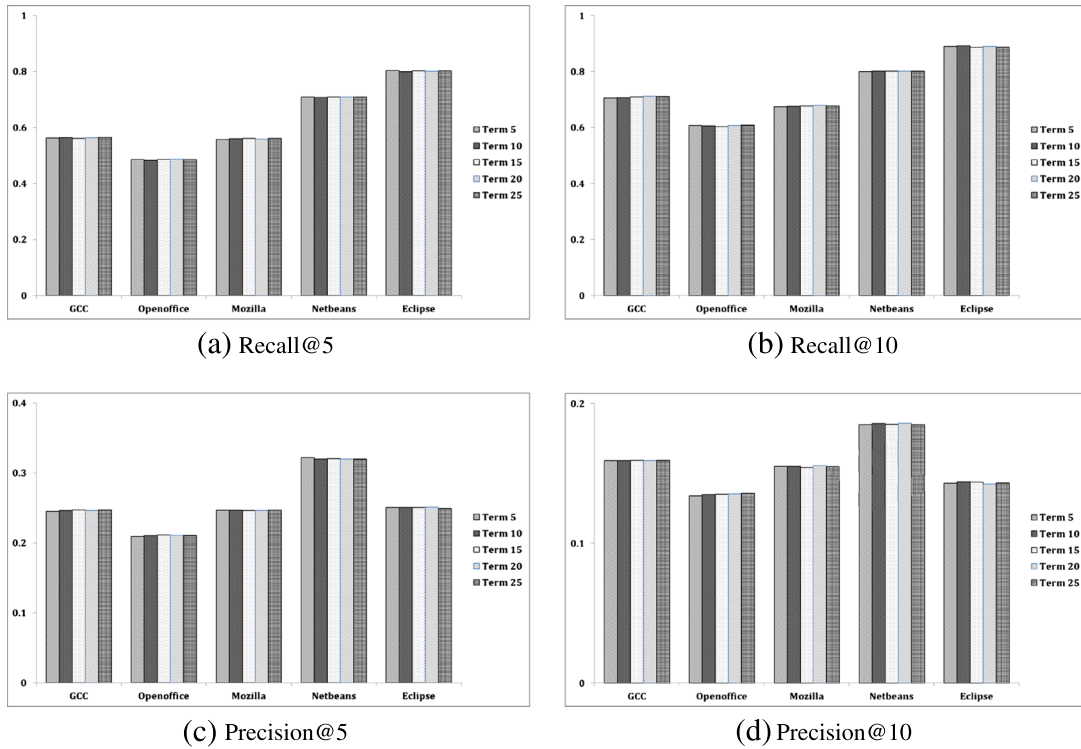 1
0.8
0.6
0.4
0.2
0
GCC Openoffice Mozilla Netbeans Eclipse
Term 5
Term 10
Term 15
Term 20
Term 25
(a) Recall@5
1
0.8
0.6
0.4
0.2
0
GCC Openoffice Mozilla Netbeans Eclipse
Term 5
Term 10
Term 15
Term 20
Term 25
(b) Recall@10
0.4
0.3
0.2
0.1
0
GCC Openoffice Mozilla Netbeans Eclipse
Term 5
Term 10
Term 15
Term 20
Term 25
(c) Precision@5
0.2
0.1
0
GCC Openoffice Mozilla Netbeans Eclipse
Term 5
Term 10
Term 15
Term 20
Term 25
(d) Precision@10